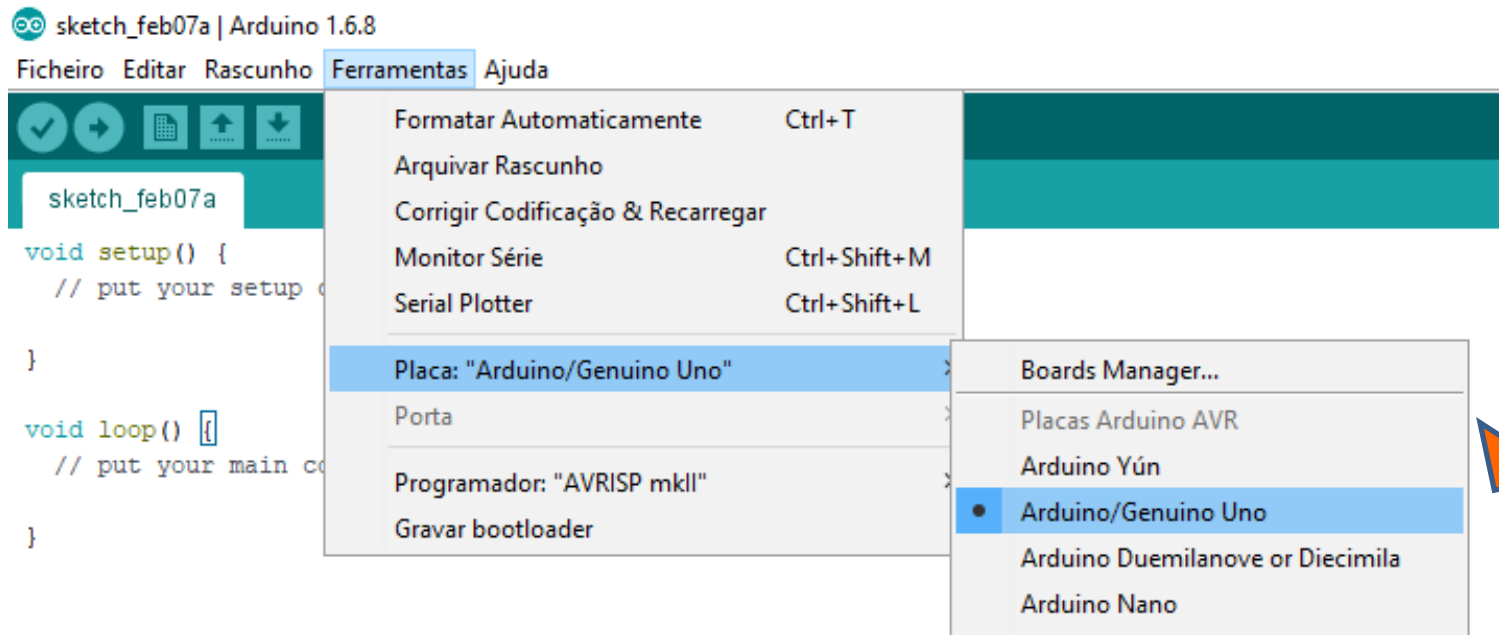 sketch_feb07a | Arduino 1.6.8
Ficheiro Editar Rascunho Ferramentas Ajuda
Formatar Automaticamente Ctrl+T
Arquivar Rascunho
Corrigir Codificação & Recarregar
Monitor Série Ctrl+Shift+M
Serial Plotter Ctrl+Shift+L
Placa: "Arduino/Genuino Uno"
Porta
Programador: "AVRISP mkII"
Gravar bootloader
Boards Manager...
Placas Arduino AVR
Arduino Yún
Arduino/Genuino Uno
Arduino Duemilanove or Diecimila
Arduino Nano
sketch_feb07a
void setup() {
// put your setup
}
void loop() {
// put your main
}